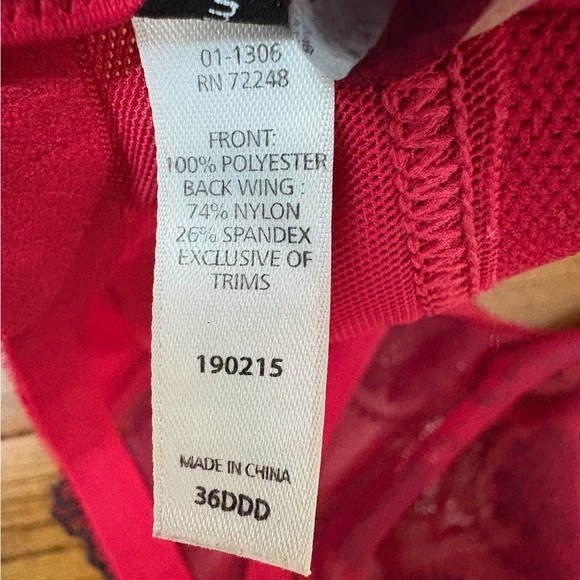 01-1306
RN 72248
FRONT:
100% POLYESTER
BACK WING :
74% NYLON
26% SPANDEX
EXCLUSIVE OF
TRIMS
190215
MADE IN CHINA
36DDD